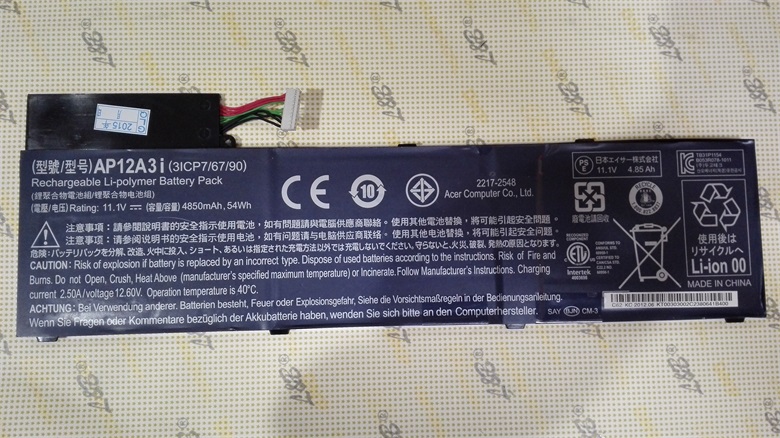 (型號/型号) AP12A3i (3ICP7/67/90)
Rechargeable Li-polymer Battery Pack
(鋰聚合物電池組/锂聚合物电池组)
(電壓/电压) Rating: 11.1V⎓ (容量/容量) 4850mAh, 54Wh
CE
10
2217-2548
Acer Computer Co., Ltd.
注意事項: 請參閱說明書的安全指示使用電池。如有問題請與電腦供應商聯絡。使用其他電池替換，將可能引起安全問題
注意事项: 请参阅说明书的安全指示使用电池。如有问题请与电脑供应商联络。使用其他电池替换，将可能引起安全问题
危險:バッテリパックを分解、改造、火中に投入、ショート、あるいは指定された充電方法以外では充電しないでください。守らないと、火災、破裂、発熱の原因になります。
CAUTION: Risk of explosion if battery is replaced by an incorrect type. Dispose of used batteries according to the instructions. Risk of Fire and
Burns. Do not Open, Crush, Heat Above (manufacturer's specified maximum temperature) or Incinerate. Follow Manufacturer's Instructions. Charging
current 2.50A / voltage 12.60V. Operation temperature is 40°C.
ACHTUNG: Bei Verwendung anderer. Batterien besteht, Feuer oder Explosionsgefahr, Siehe die Vorsichtsmaßregeln in der Bedienungsanleitung.
Wenn Sie Fragen oder Kommentare bezüglich der Akkubatterie haben, wenden Sie sich bitte an den Computerhersteller.
SAY BJN CM-3
PS
E
日本エイサー株式会社
11.1V 4.85 Ah
廢電池請回收
Intertek
使用後は
リサイクルへ
Li-ion 00
MADE IN CHINA
2015.年